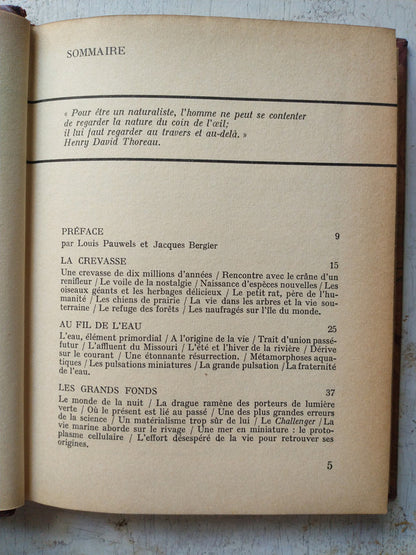 SOMMAIRE
« Pour être un naturaliste, l'homme ne peut se contenter
de regarder la nature du coin de l'œil;
il lui faut regarder au travers et au-delà. »
Henry David Thoreau.
PRÉFACE 9
par Louis Pauwels et Jacques Bergier
LA CREVASSE 15
Une crevasse de dix millions d'années / Rencontre avec le crâne d'un
renifleur / Le voile de la nostalgie / Naissance d'espèces nouvelles / Les
oiseaux géants et les herbages délicieux / Le petit rat, père de l'hu-
manité / Les chiens de prairie / La vie dans les arbres et la vie sou-
terraine / Le refuge des forêts / Les naufragés sur l'île du monde.
AU FIL DE L'EAU 25
L'eau, élément primordial / A l'origine de la vie / Trait d'union passé-
futur / L'affluent du Missouri / L'été et l'hiver de la rivière / Dérive
sur le courant / Une étonnante résurrection. / Métamorphoses aqua-
tiques / Les pulsations miniatures / La grande pulsation / La fraternité
de l'eau.
LES GRANDS FONDS 37
Le monde de la nuit / La drague ramène des porteurs de lumière
verte / Où le présent est lié au passé / Une des plus grandes erreurs
de la science / Un matérialisme trop sûr de lui / Le Challenger / La
vie marine aborde sur le rivage / Une mer en miniature : le proto-
plasme cellulaire / L'effort désespéré de la vie pour retrouver ses
origines.
5